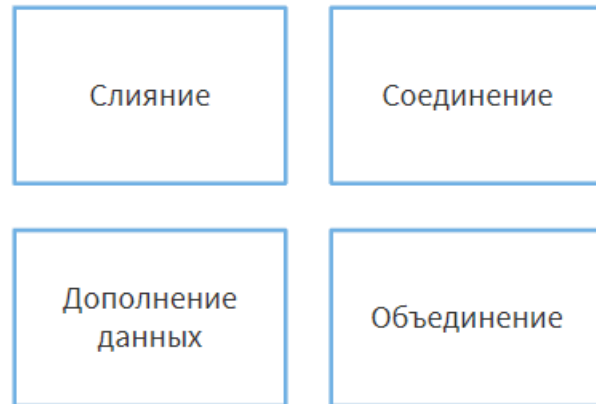 Слияние
Соединение
Дополнение
данных
Объединение